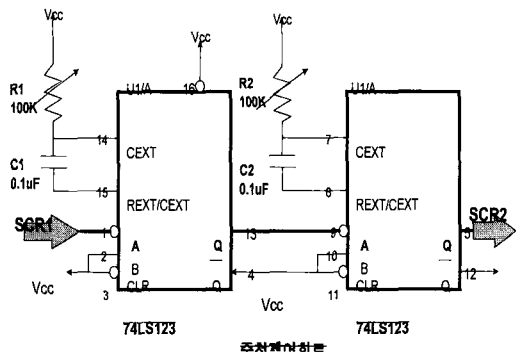 Vcc
Vcc
Vcc
R1
100K
U1/A
16
R2
100K
U1/A
14
CEXT
7
CEXT
C1
0.1uF
C2
0.1uF
15
REXT/CEXT
6
REXT/CEXT
SCR1
1
A
Q
13
9
A
Q
5
SCR2
2
B
10
B
Vcc
3
CLR
Q
4
Vcc
11
CLR
Q
12
74LS123
74LS123